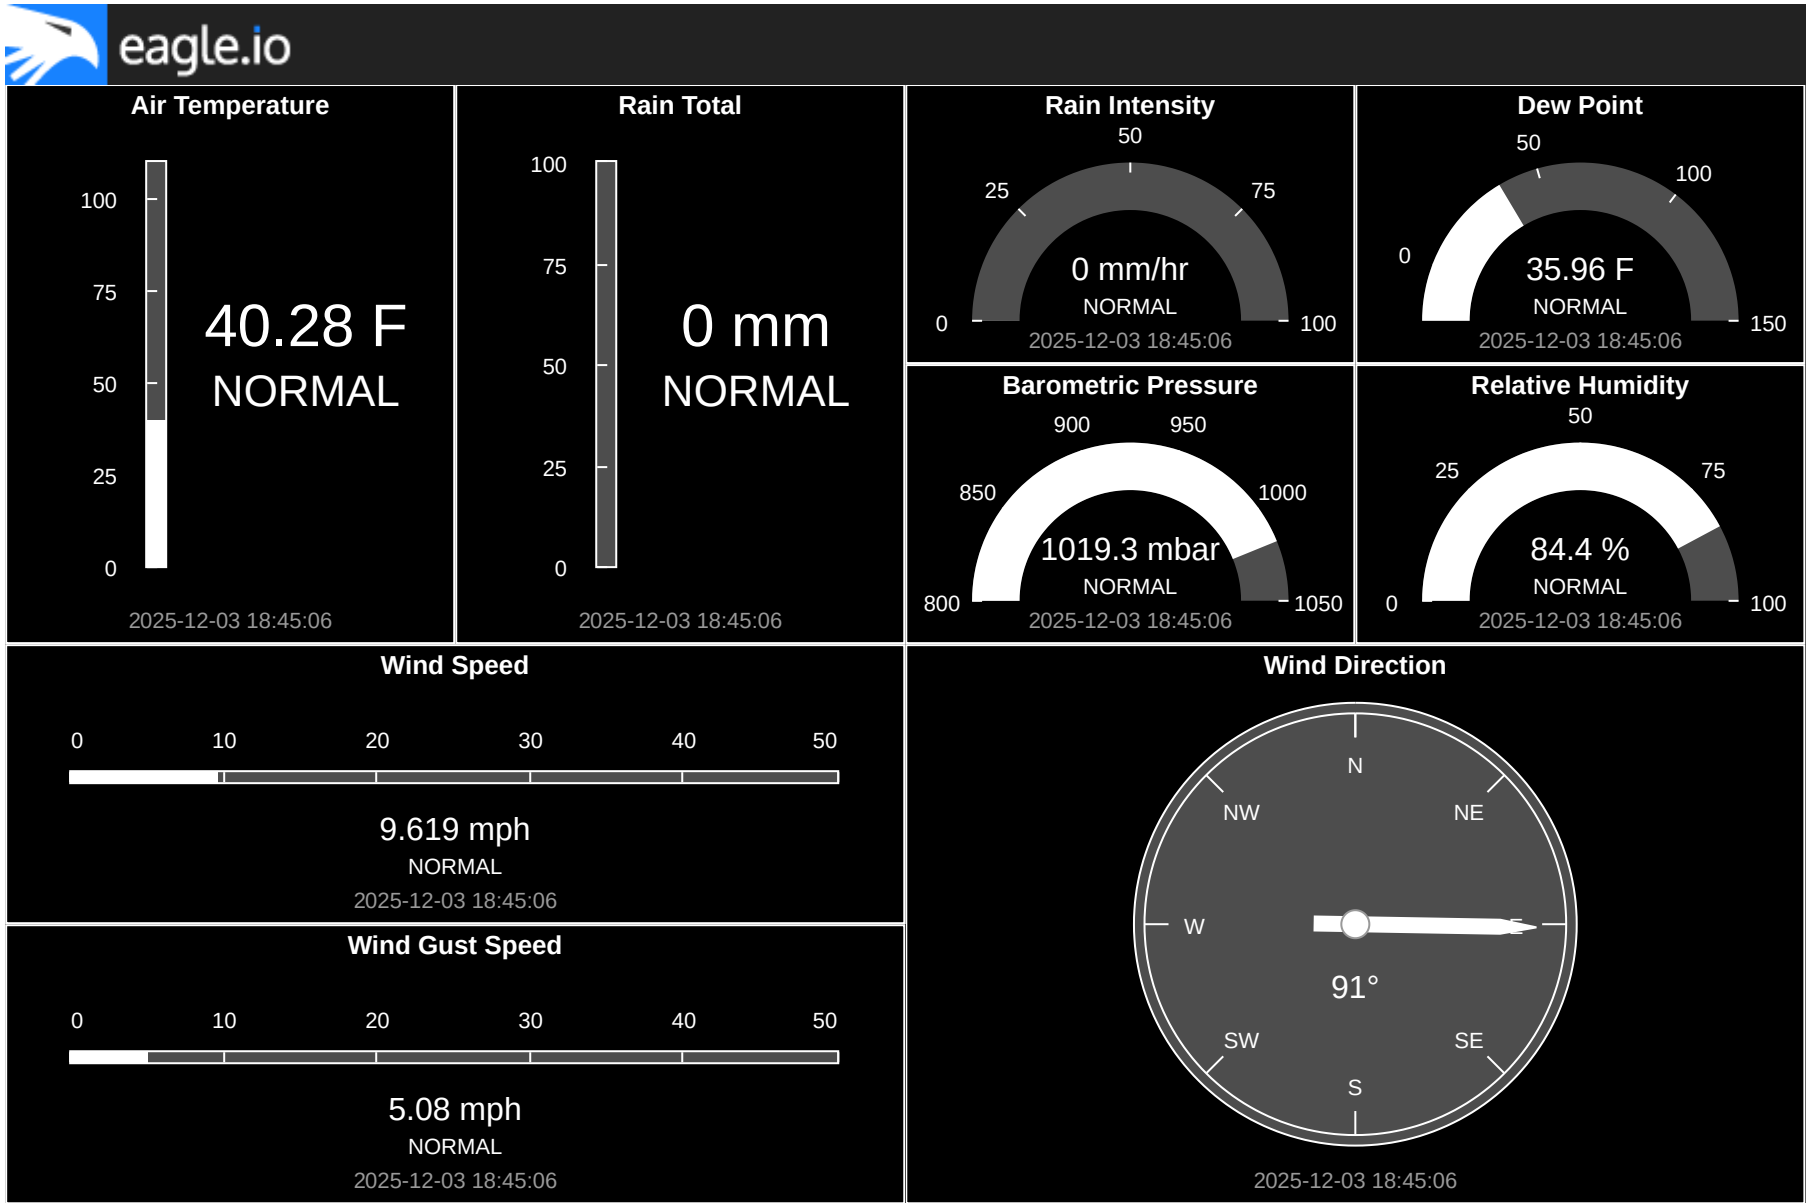 eagle.io
Air Temperature
100
75
50
25
0
40.28 F
NORMAL
2025-12-03 18:45:06
Rain Total
100
75
50
25
0
0 mm
NORMAL
2025-12-03 18:45:06
Rain Intensity
50
25
75
0
100
0 mm/hr
NORMAL
2025-12-03 18:45:06
Dew Point
50
100
0
150
35.96 F
NORMAL
2025-12-03 18:45:06
Barometric Pressure
900
950
850
1000
800
1050
1019.3 mbar
NORMAL
2025-12-03 18:45:06
Relative Humidity
50
25
75
0
100
84.4 %
NORMAL
2025-12-03 18:45:06
Wind Speed
0 10 20 30 40 50
9.619 mph
NORMAL
2025-12-03 18:45:06
Wind Gust Speed
0 10 20 30 40 50
5.08 mph
NORMAL
2025-12-03 18:45:06
Wind Direction
N
NW NE
W E
91°
SW SE
S
2025-12-03 18:45:06